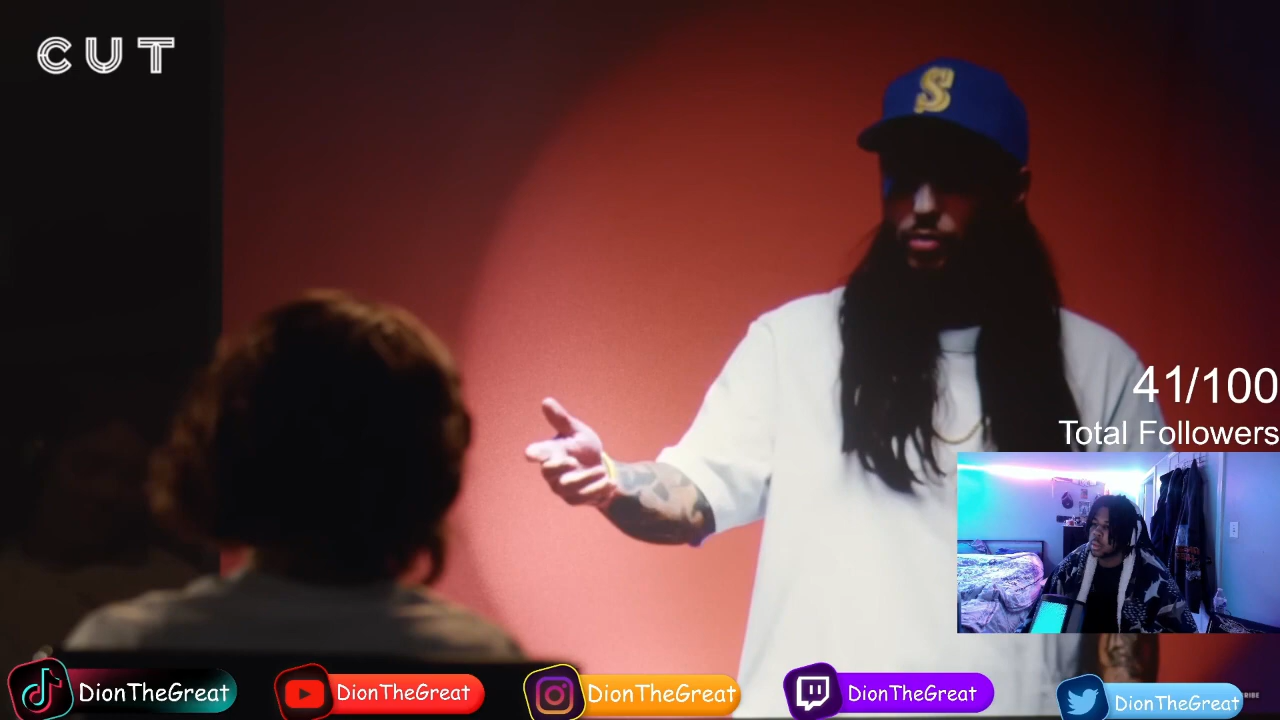 CUT
S
41/100
Total Followers
DionTheGreat
DionTheGreat
DionTheGreat
DionTheGreat
DionTheGreat